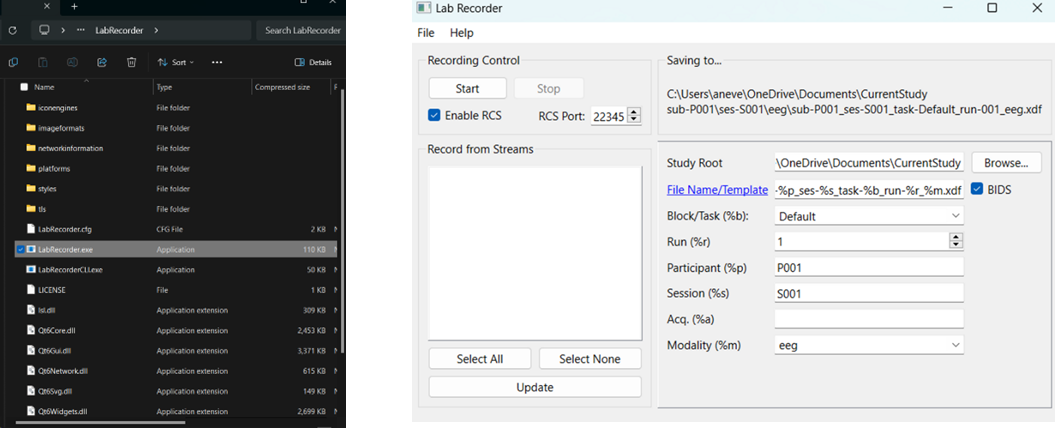 LabRecorder
Search LabRecorder
Sort
Details
Name
Type
Compressed size
iconengines
File folder
imageformats
File folder
networkinformation
File folder
platforms
File folder
styles
File folder
tls
File folder
LabRecorder.cfg
CFG File
2 KB
LabRecorder.exe
Application
110 KB
LabRecorderCLI.exe
Application
50 KB
LICENSE
File
1 KB
lsl.dll
Application extension
309 KB
Qt6Core.dll
Application extension
2,453 KB
Qt6Gui.dll
Application extension
3,371 KB
Qt6Network.dll
Application extension
615 KB
Qt6Svg.dll
Application extension
149 KB
Qt6Widgets.dll
Application extension
2,699 KB
Lab Recorder
File Help
Recording Control
Start
Stop
Enable RCS
RCS Port: 22345
Record from Streams
Select All
Select None
Update
Saving to...
C:\Users\aneve\OneDrive\Documents\CurrentStudy
sub-P001\ses-S001\eeg\sub-P001_ses-S001_task-Default_run-001_eeg.xdf
Study Root
\OneDrive\Documents\CurrentStudy
Browse...
File Name/Template
-%p_ses-%s_task-%b_run-%r_%m.xdf
BIDS
Block/Task (%b):
Default
Run (%r)
1
Participant (%p)
P001
Session (%s)
S001
Acq. (%a)
Modality (%m)
eeg